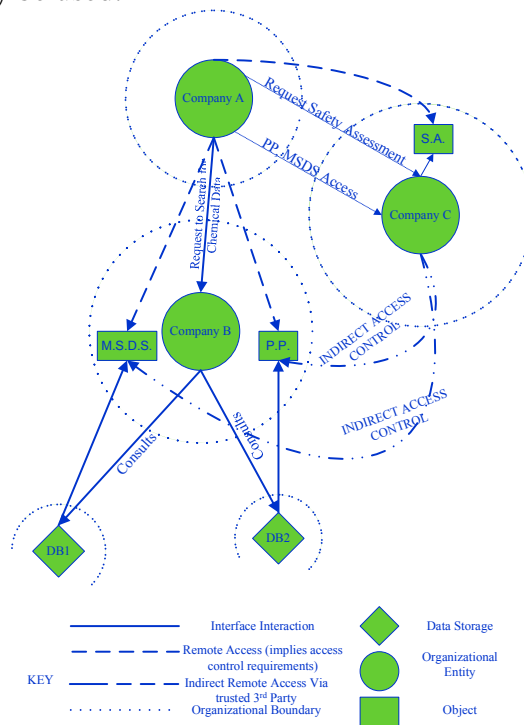 Company A
Request Safety Assessment
S.A.
PP, MSDS Access
Company C
Request to Search for
Chemical Data
M.S.D.S.
Company B
P.P.
INDIRECT ACCESS
CONTROL
INDIRECT ACCESS
CONTROL
Consults
Consults
DB1
DB2
KEY
Interface Interaction
Remote Access (implies access
control requirements)
Indirect Remote Access Via
trusted 3rd Party
Organizational Boundary
Data Storage
Organizational
Entity
Object